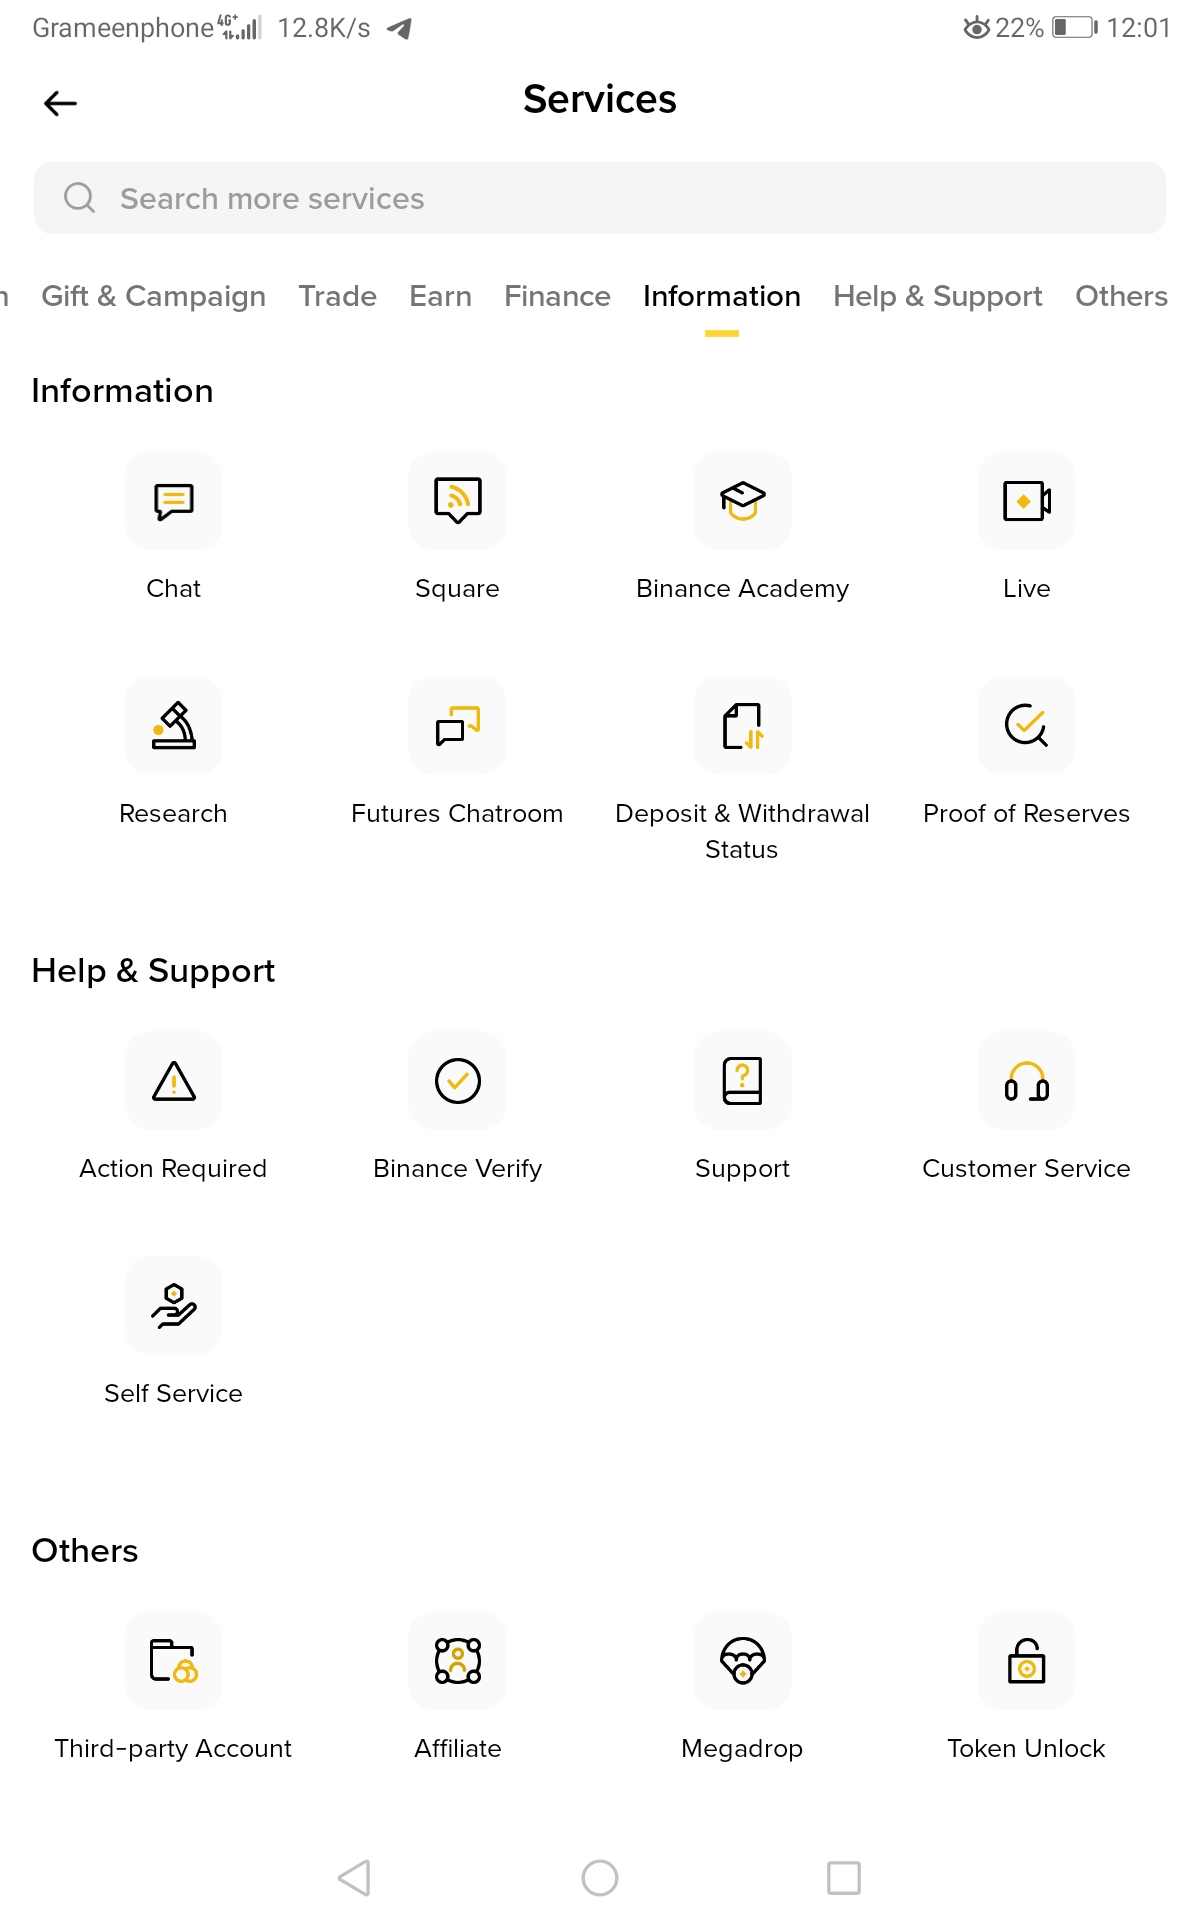 Grameenphone 4G+ 12.8K/s 22% 12:01
Services
Search more services
Gift & Campaign Trade Earn Finance Information Help & Support Others
Information
Chat Square Binance Academy Live
Research Futures Chatroom Deposit & Withdrawal Status Proof of Reserves
Help & Support
Action Required Binance Verify Support Customer Service
Self Service
Others
Third-party Account Affiliate Megadrop Token Unlock